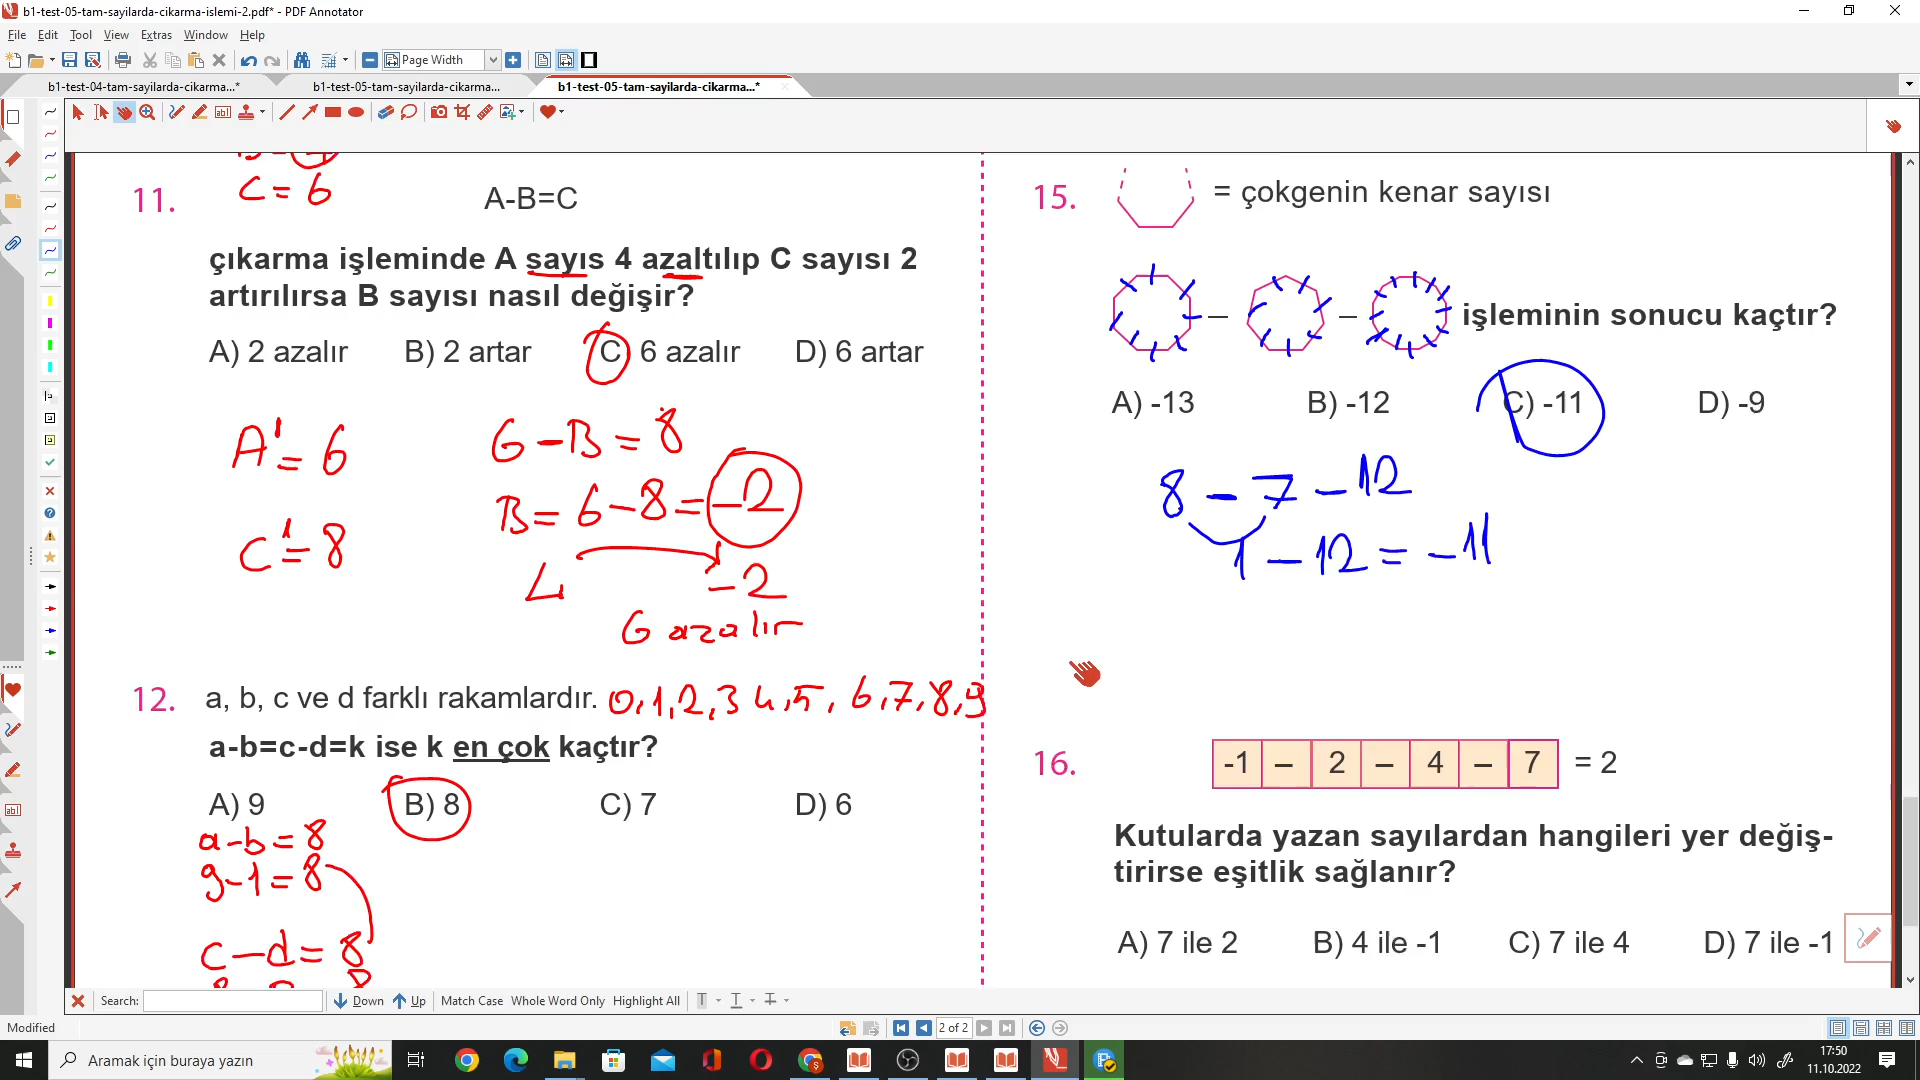 b1-test-05-tam-sayilarda-cikarma-islemi-2.pdf* - PDF Annotator
File Edit Tool View Extras Window Help
Page Width
b1-test-04-tam-sayilarda-cikarma...*
b1-test-05-tam-sayilarda-cikarma...
b1-test-05-tam-sayilarda-cikarma...*
C = 6
11.
A-B=C
çıkarma işleminde A sayıs 4 azaltılıp C sayısı 2
artırılırsa B sayısı nasıl değişir?
A) 2 azalır B) 2 artar C) 6 azalır D) 6 artar
A' = 6
6 - B = 8
B = 6 - 8 = -2
C' = 8
4 -2
6 azalır
12. a, b, c ve d farklı rakamlardır. 0,1,2,3 4,5, 6,7,8,9
a-b=c-d=k ise k en çok kaçtır?
A) 9 B) 8 C) 7 D) 6
a-b = 8
9-1 = 8
c-d = 8
15.
= çokgenin kenar sayısı
– – işleminin sonucu kaçtır?
A) -13 B) -12 C) -11 D) -9
8 - 7 - 12
1 - 12 = -11
16.
-1 – 2 – 4 – 7 = 2
Kutularda yazan sayılardan hangileri yer değiş-
tirirse eşitlik sağlanır?
A) 7 ile 2 B) 4 ile -1 C) 7 ile 4 D) 7 ile -1
Search: Down Up Match Case Whole Word Only Highlight All
Modified
2 of 2
Aramak için buraya yazın
17:50
11.10.2022